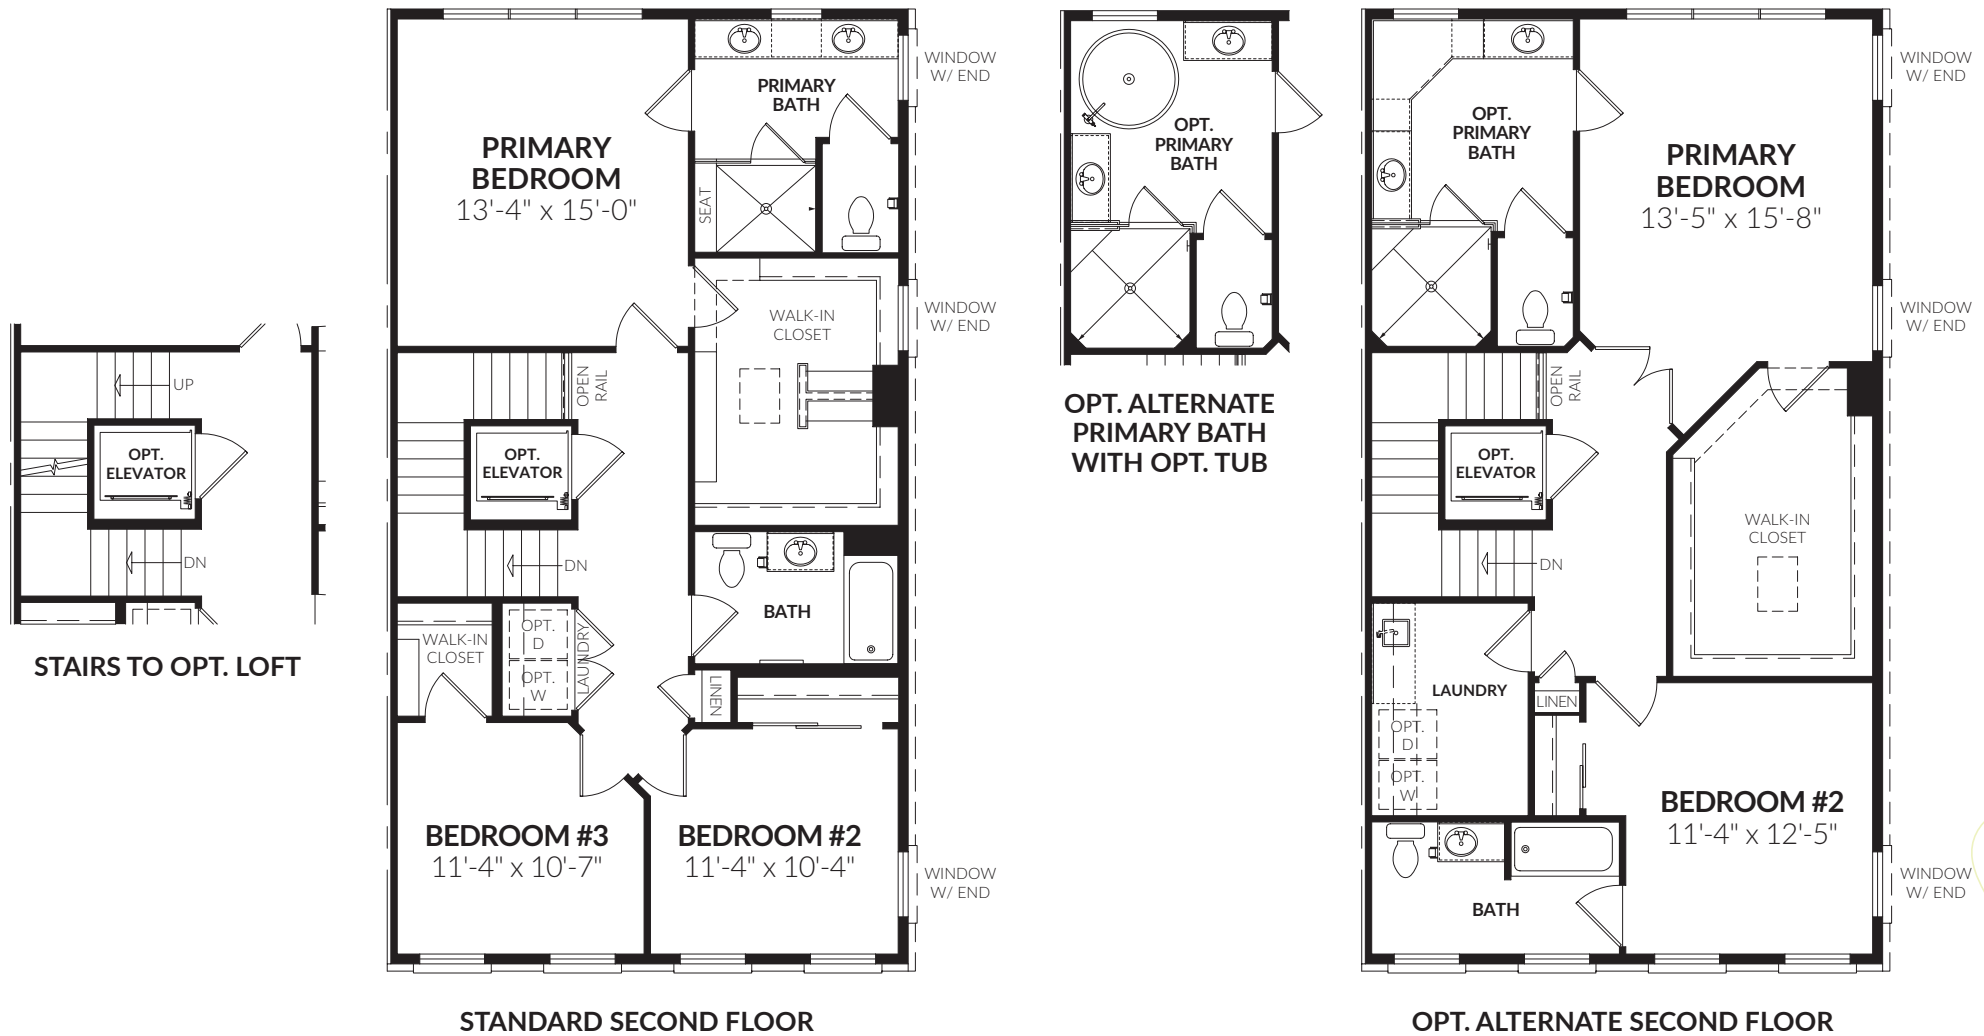 UP
OPT.
ELEVATOR
DN
STAIRS TO OPT. LOFT
PRIMARY
BEDROOM
13'-4" x 15'-0"
PRIMARY
BATH
SEAT
WINDOW
W/ END
WALK-IN
CLOSET
WINDOW
W/ END
OPEN
RAIL
OPT.
ELEVATOR
DN
BATH
WALK-IN
CLOSET
OPT.
D
OPT.
W
LAUNDRY
LINEN
BEDROOM #3
11'-4" x 10'-7"
BEDROOM #2
11'-4" x 10'-4"
WINDOW
W/ END
STANDARD SECOND FLOOR
OPT.
PRIMARY
BATH
OPT. ALTERNATE
PRIMARY BATH
WITH OPT. TUB
OPT.
PRIMARY
BATH
PRIMARY
BEDROOM
13'-5" x 15'-8"
WINDOW
W/ END
WINDOW
W/ END
OPEN
RAIL
OPT.
ELEVATOR
WALK-IN
CLOSET
DN
LAUNDRY
LINEN
OPT.
D
OPT.
W
BEDROOM #2
11'-4" x 12'-5"
BATH
WINDOW
W/ END
OPT. ALTERNATE SECOND FLOOR